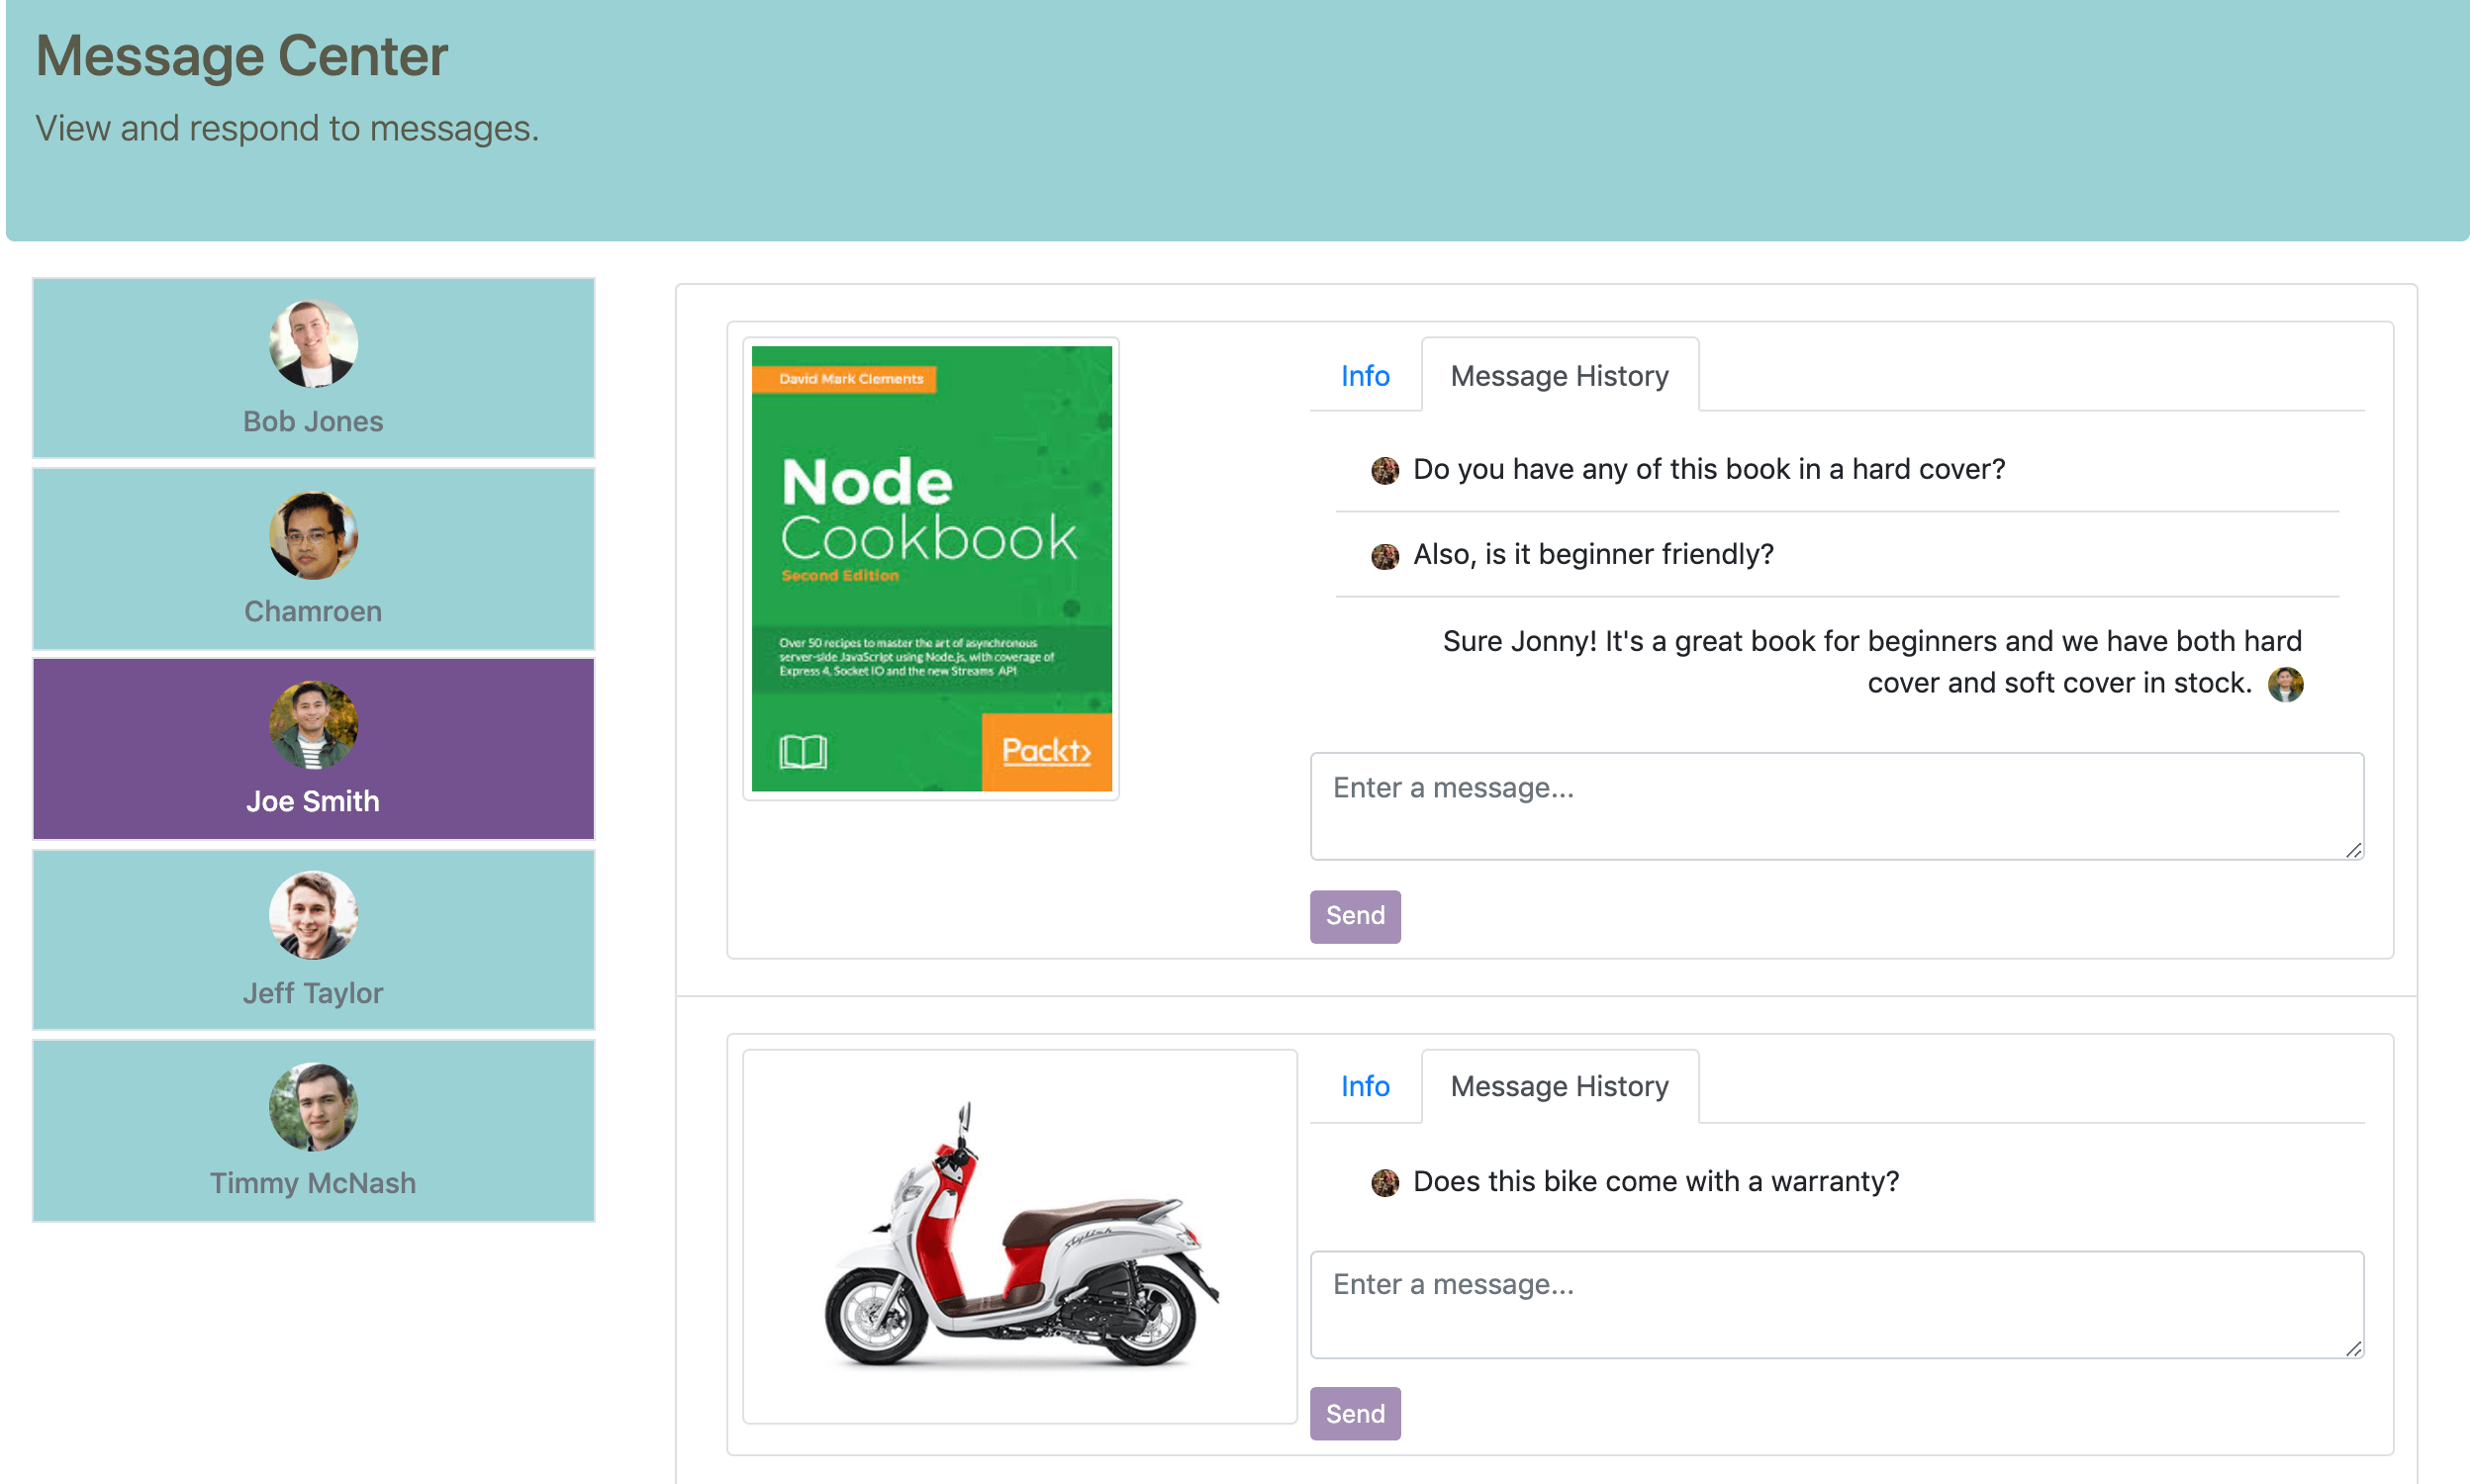 Message Center
View and respond to messages.
Bob Jones
Chamroen
Joe Smith
Jeff Taylor
Timmy McNash
David Mark Clements
Node
Cookbook
Second Edition
Over 50 recipes to master the art of asynchronous
server-side JavaScript using Node.js, with coverage of
Express 4, Socket IO and the new Streams API
Packt>
Info
Message History
Do you have any of this book in a hard cover?
Also, is it beginner friendly?
Sure Jonny! It's a great book for beginners and we have both hard
cover and soft cover in stock.
Enter a message...
Send
Stylish
Info
Message History
Does this bike come with a warranty?
Enter a message...
Send